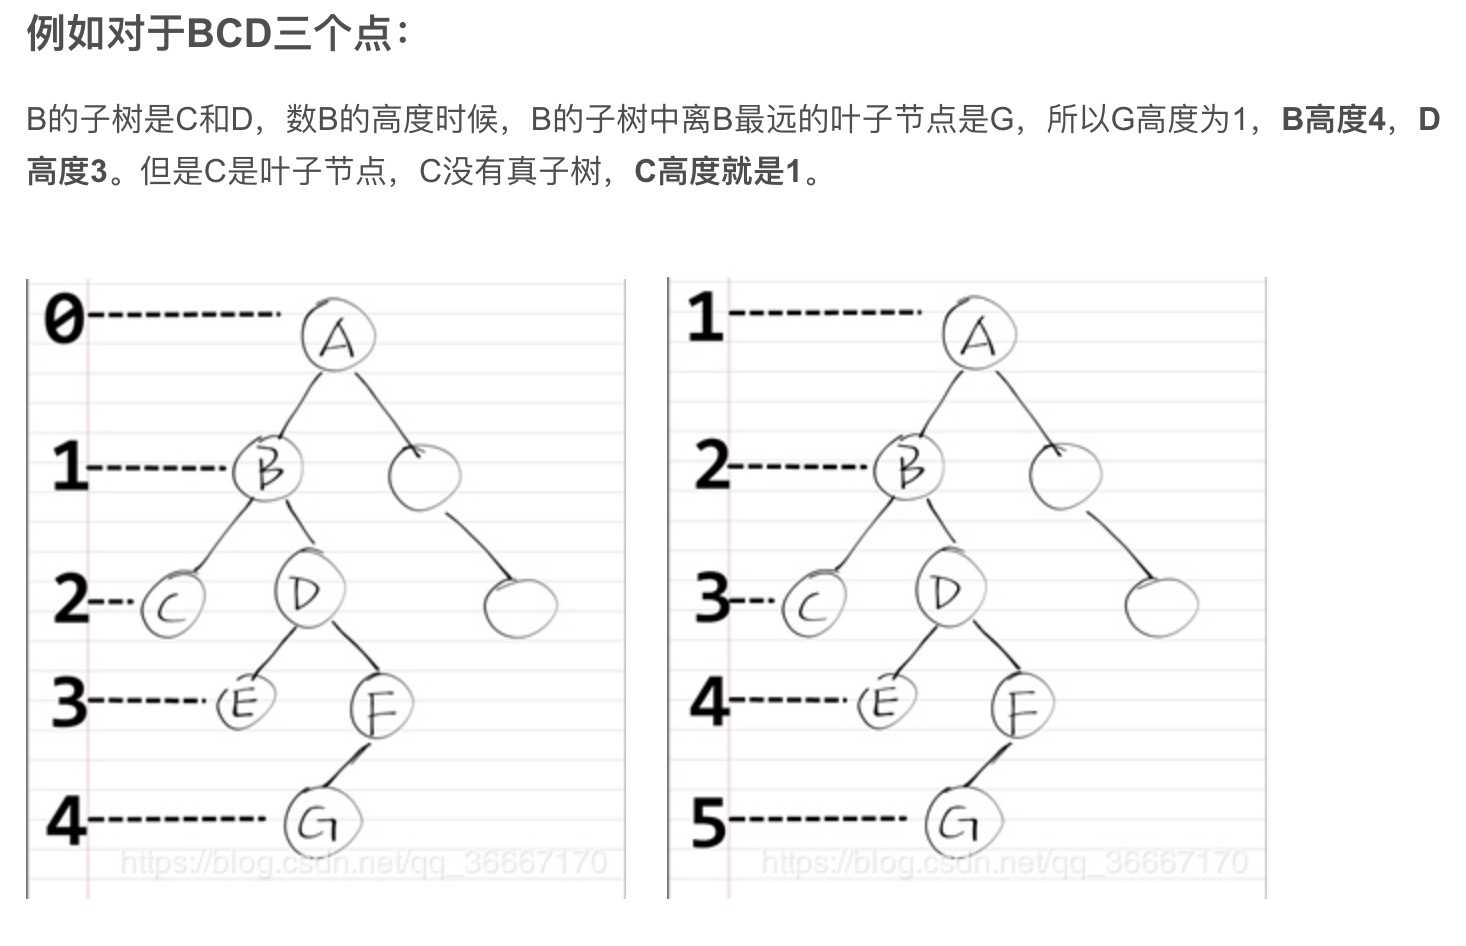 例如对于BCD三个点：
B的子树是C和D，数B的高度时候，B的子树中离B最远的叶子节点是G，所以G高度为1，B高度4，D
高度3。但是C是叶子节点，C没有真子树，C高度就是1。
0 A
1 B
2 C D
3 E F
4 G
https://blog.csdn.net/qq_36667170
1 A
2 B
3 C D
4 E F
5 G
https://blog.csdn.net/qq_36667170